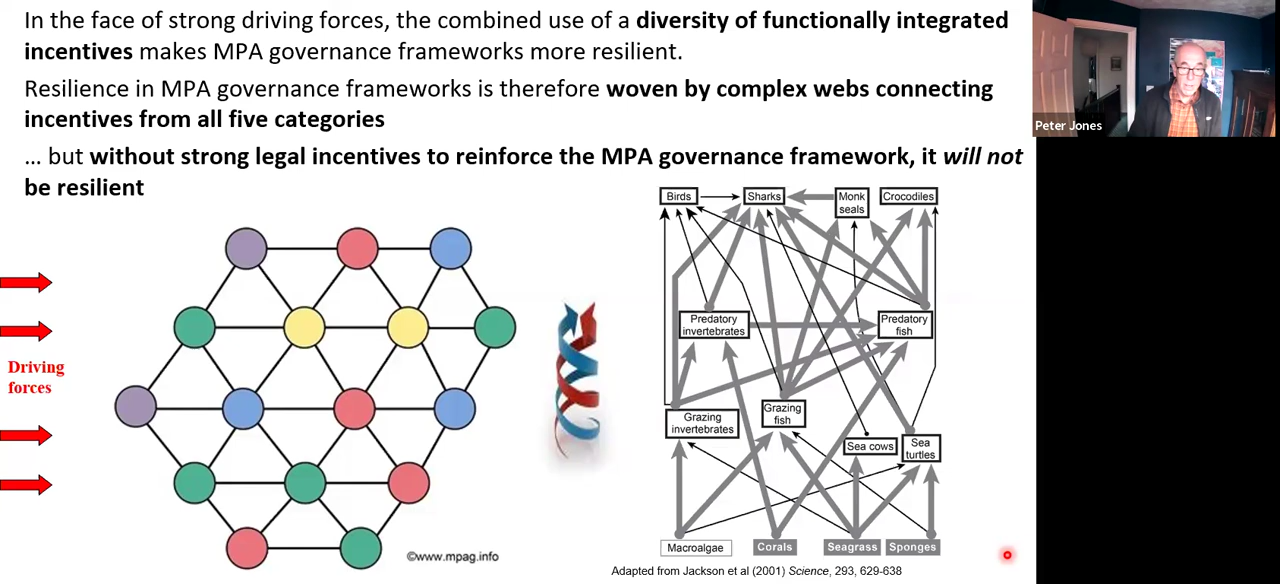 In the face of strong driving forces, the combined use of a diversity of functionally integrated
incentives makes MPA governance frameworks more resilient.
Resilience in MPA governance frameworks is therefore woven by complex webs connecting
incentives from all five categories
… but without strong legal incentives to reinforce the MPA governance framework, it will not
be resilient
Peter Jones
Driving
forces
©www.mpag.info
Birds
Sharks
Monk
seals
Crocodiles
Predatory
invertebrates
Predatory
fish
Grazing
invertebrates
Grazing
fish
Sea cows
Sea
turtles
Macroalgae
Corals
Seagrass
Sponges
Adapted from Jackson et al (2001) Science, 293, 629-638